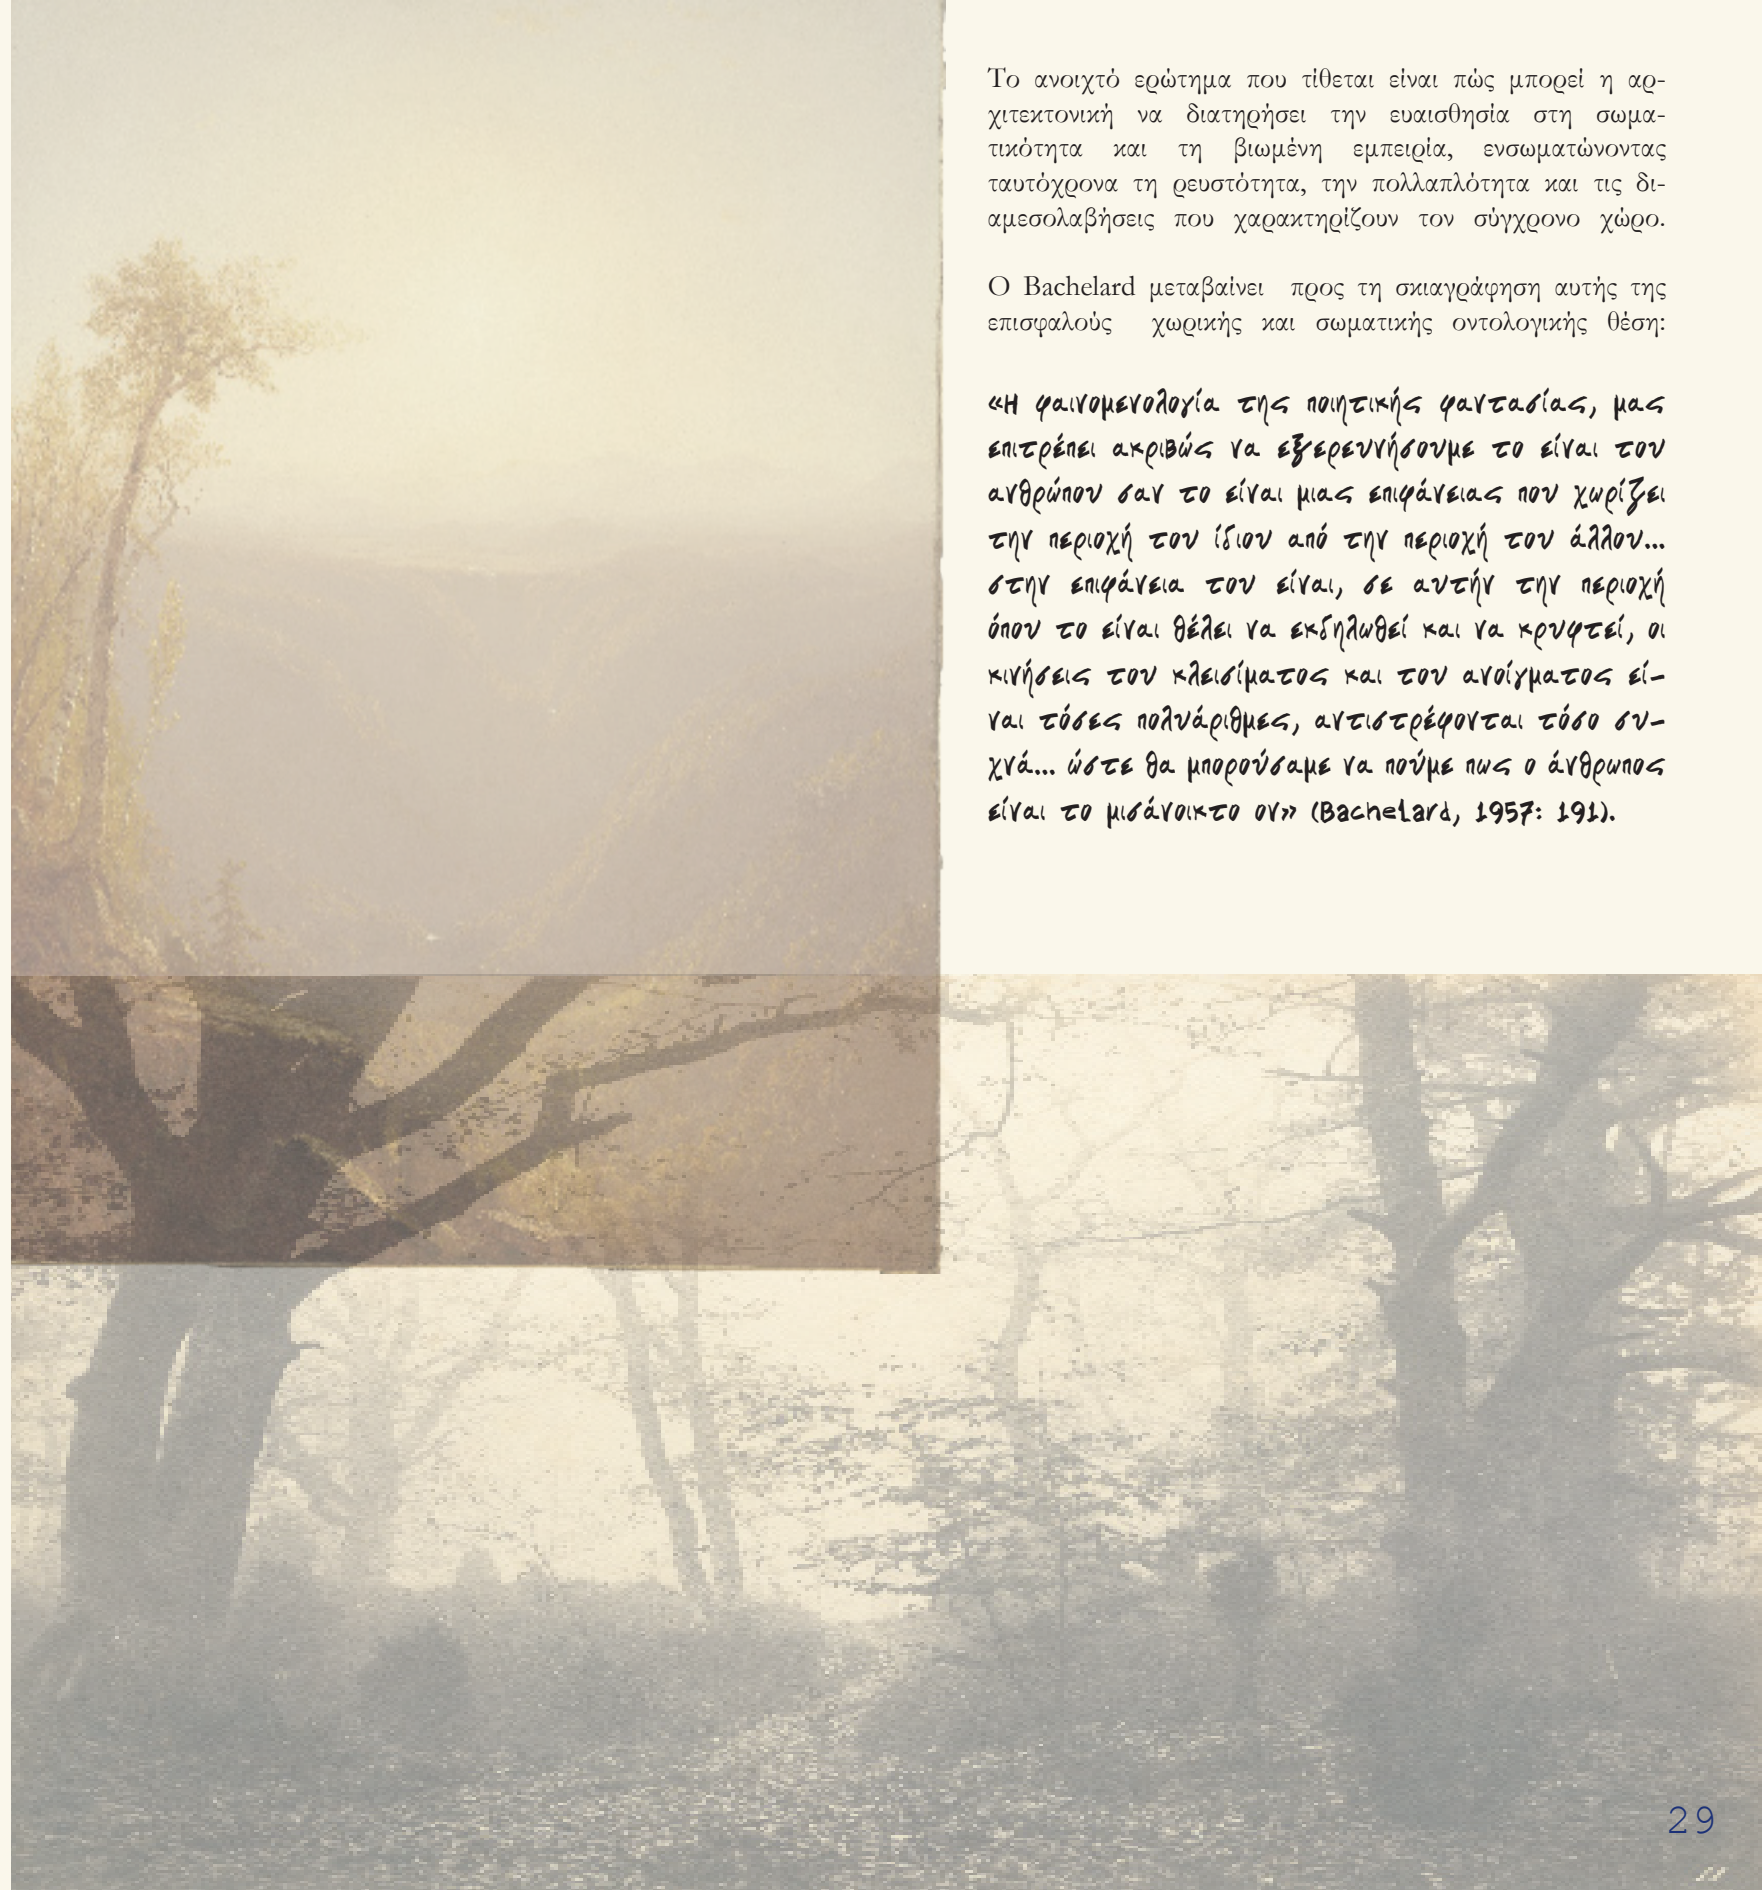 Το ανοιχτό ερώτημα που τίθεται είναι πώς μπορεί η αρ-
χιτεκτονική να διατηρήσει την ευαισθησία στη σωμα-
τικότητα και τη βιωμένη εμπειρία, ενσωματώνοντας
ταυτόχρονα τη ρευστότητα, την πολλαπλότητα και τις δι-
αμεσολαβήσεις που χαρακτηρίζουν τον σύγχρονο χώρο.
Ο Bachelard μεταβαίνει προς τη σκιαγράφηση αυτής της
επισφαλούς χωρικής και σωματικής οντολογικής θέση:
«Η φαινομενολογία της ποιητικής φαντασίας, μας
επιτρέπει ακριβώς να εξερευνήσουμε το είναι του
ανθρώπου σαν το είναι μιας επιφάνειας που χωρίζει
την περιοχή του ίδιου από την περιοχή του άλλου...
στην επιφάνεια του είναι, σε αυτήν την περιοχή
όπου το είναι θέλει να εκδηλωθεί και να κρυφτεί, οι
κινήσεις του κλεισίματος και του ανοίγματος εί-
ναι τόσες πολυάριθμες, αντιστρέφονται τόσο συ-
χνά... ώστε θα μπορούσαμε να πούμε πως ο άνθρωπος
είναι το μισάνοικτο ον» (Bachelard, 1957: 191).
29